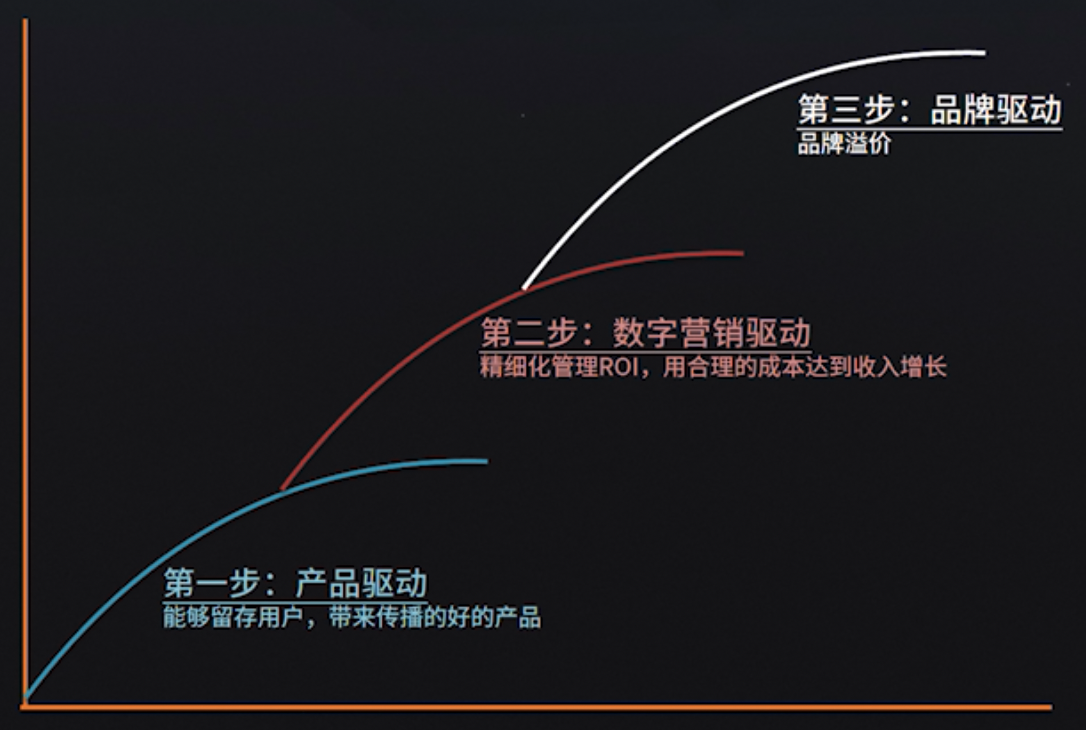 第三步：品牌驱动
品牌溢价
第二步：数字营销驱动
精细化管理ROI，用合理的成本达到收入增长
第一步：产品驱动
能够留存用户，带来传播的好的产品